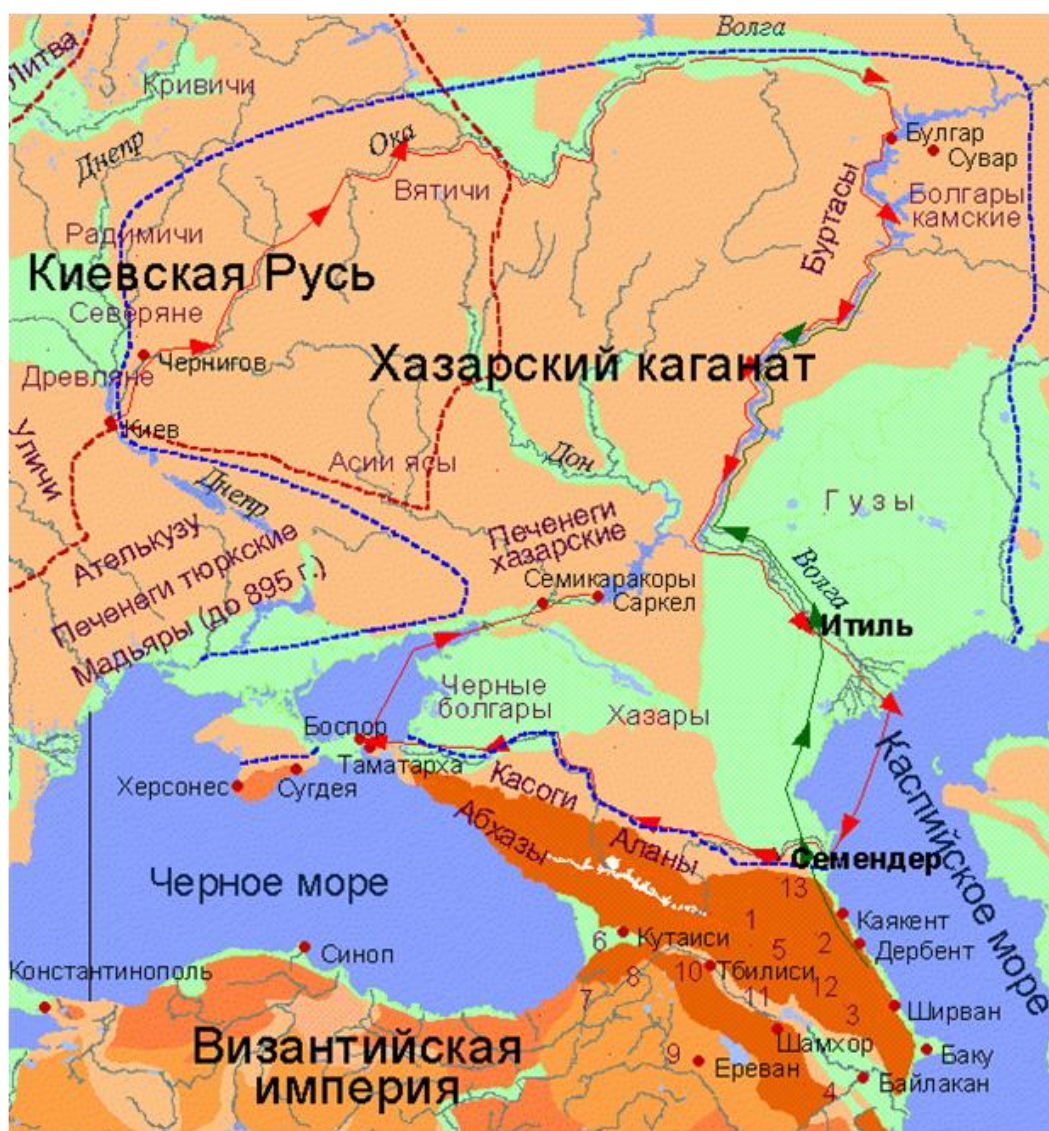 Волга
Литва
Кривичи
Днепр
Ока
Булгар
Сувар
Вятичи
Болгары
камские
Буртасы
Радимичи
Киевская Русь
Северяне
Чернигов
Хазарский каганат
Древляне
Киев
Уличи
Асии ясы
Дон
Днепр
Гузы
Ателькузу
Печенеги тюркские
Мадьяры (до 895 г.)
Печенеги
хазарские
Волга
Семикаракоры
Саркел
Итиль
Черные
болгары
Хазары
Боспор
Таматарха
Херсонес
Сугдея
Касоги
Абхазы
Аланы
Каспийское море
Семендер
Черное море
13
Каякент
1
6
Кутаиси
5
2
Дербент
Синоп
Константинополь
8
10
Тбилиси
7
11
12
3
Ширван
Византийская
империя
Шамхор
9
Ереван
Баку
4
Байлакан